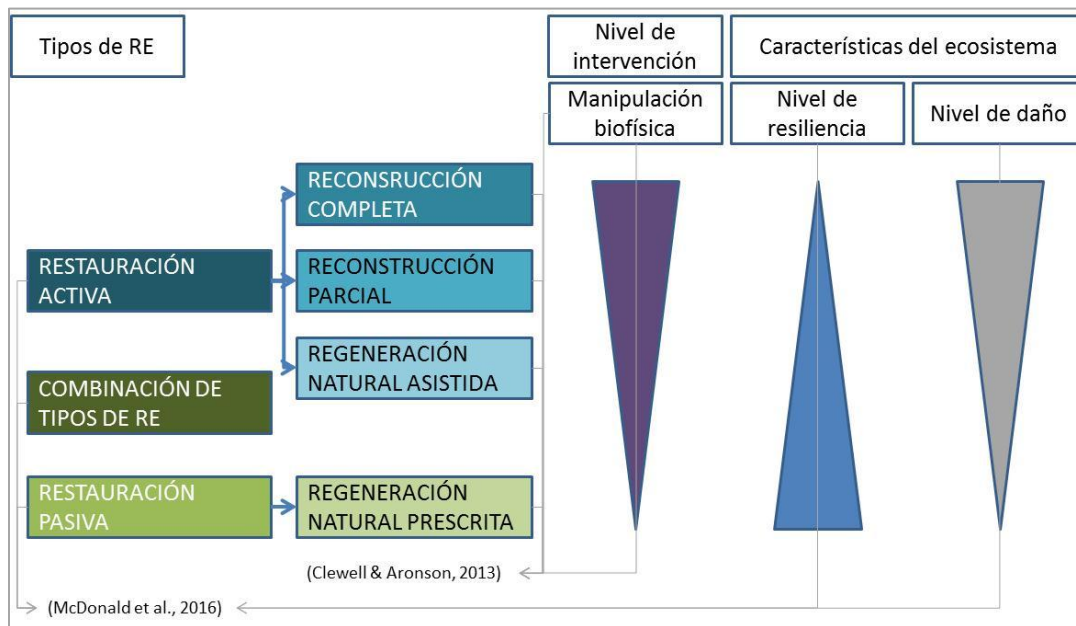 Tipos de RE
Nivel de
intervención
Características del ecosistema
Manipulación
biofísica
Nivel de
resiliencia
Nivel de daño
RECONSRUCCIÓN
COMPLETA
RESTAURACIÓN
ACTIVA
RECONSTRUCCIÓN
PARCIAL
REGENERACIÓN
NATURAL ASISTIDA
COMBINACIÓN DE
TIPOS DE RE
RESTAURACIÓN
PASIVA
REGENERACIÓN
NATURAL PRESCRITA
(Clewell & Aronson, 2013)
(McDonald et al., 2016)